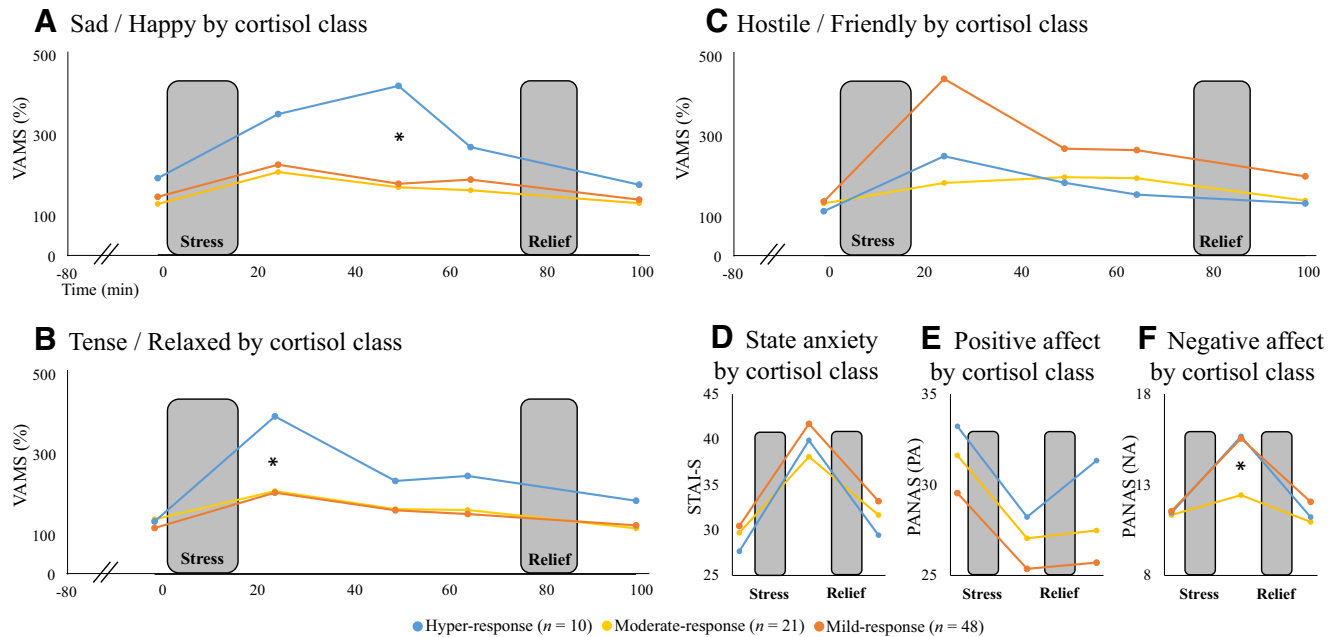 A Sad / Happy by cortisol class
500
300
100
0
VAMS (%)
Stress
Relief
*
-80
0
20
40
60
80
100
Time (min)
B Tense / Relaxed by cortisol class
500
300
100
0
VAMS (%)
Stress
Relief
*
-80
0
20
40
60
80
100
C Hostile / Friendly by cortisol class
500
300
100
0
VAMS (%)
Stress
Relief
-80
0
20
40
60
80
100
D State anxiety
by cortisol class
45
40
35
30
25
STAI-S
Stress
Relief
E Positive affect
by cortisol class
35
30
25
PANAS (PA)
Stress
Relief
F Negative affect
by cortisol class
18
13
8
PANAS (NA)
*
Stress
Relief
Hyper-response (n = 10) Moderate-response (n = 21) Mild-response (n = 48)